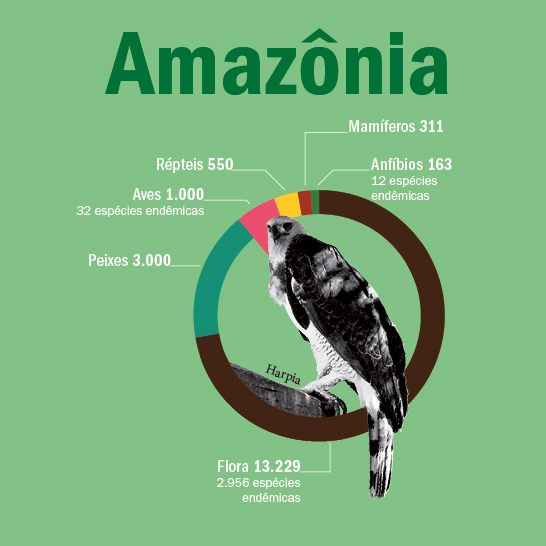 Amazônia
Mamíferos 311
Répteis 550
Anfíbios 163
12 espécies
endêmicas
Aves 1.000
32 espécies endêmicas
Peixes 3.000
Harpia
Flora 13.229
2.956 espécies
endêmicas